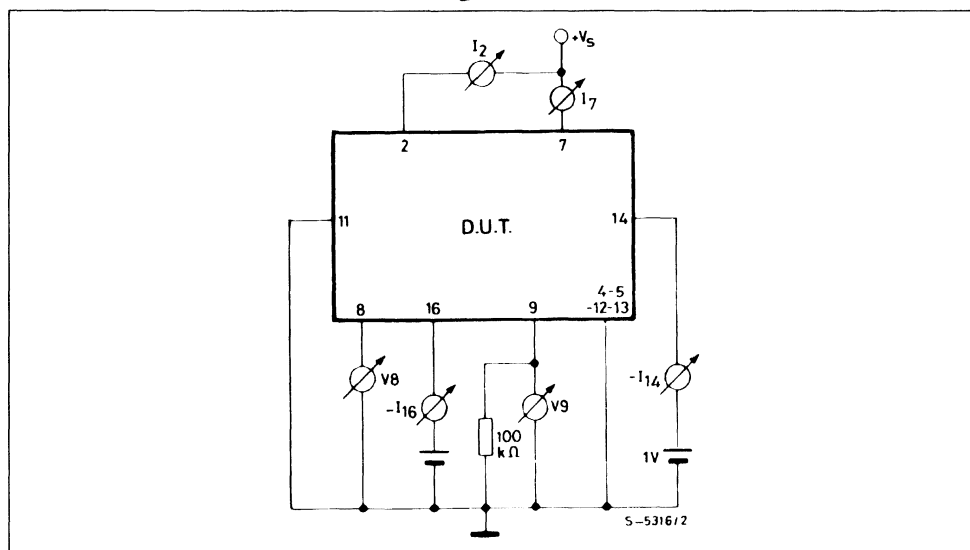 I2
+VS
I7
2
7
11
D.U.T.
14
4-5
8
16
9
-12-13
V8
-I16
V9
-I14
100
kΩ
1V
S-5316/2